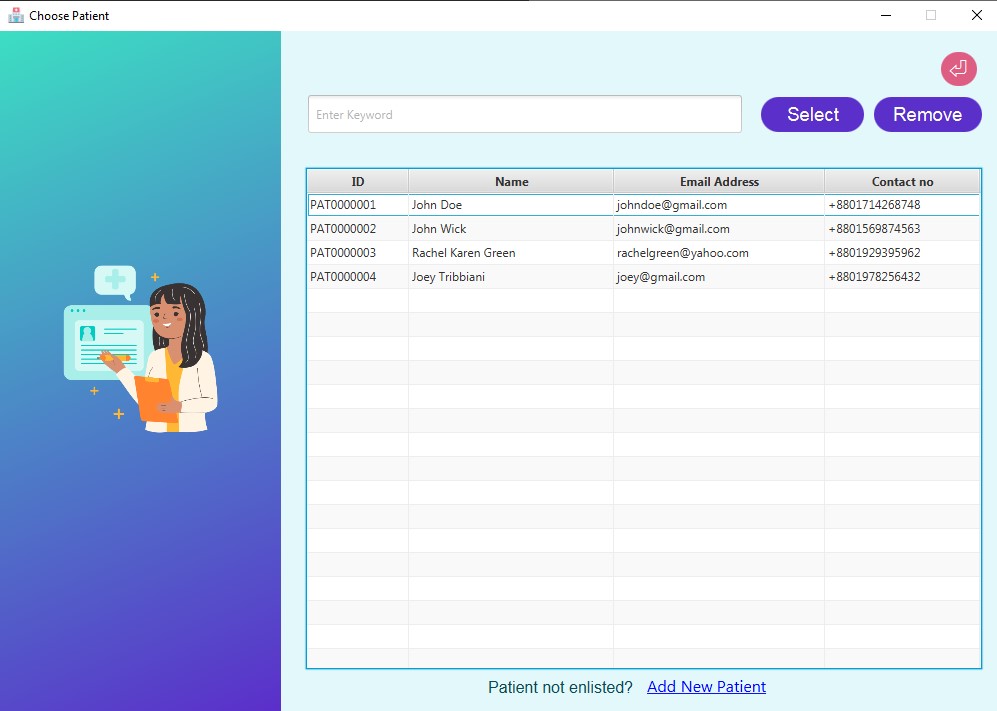 Choose Patient
Enter Keyword
Select
Remove
ID Name Email Address Contact no
PAT0000001 John Doe johndoe@gmail.com +8801714268748
PAT0000002 John Wick johnwick@gmail.com +8801569874563
PAT0000003 Rachel Karen Green rachelgreen@yahoo.com +8801929395962
PAT0000004 Joey Tribbiani joey@gmail.com +8801978256432
Patient not enlisted? Add New Patient